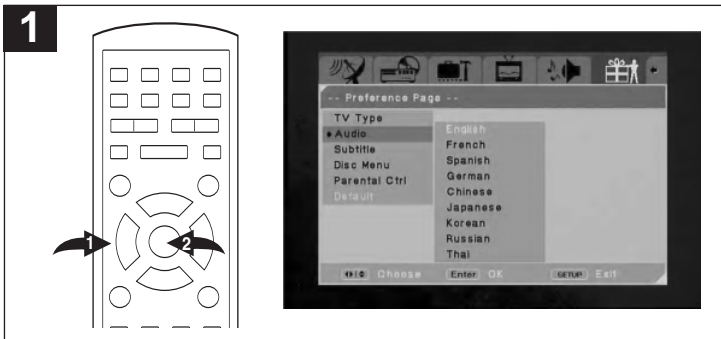 1
1
2
-- Preference Page --
TV Type
Audio
Subtitle
Disc Menu
Parental Ctrl
Default
English
French
Spanish
German
Chinese
Japanese
Korean
Russian
Thai
Choose
Enter OK
SETUP Exit